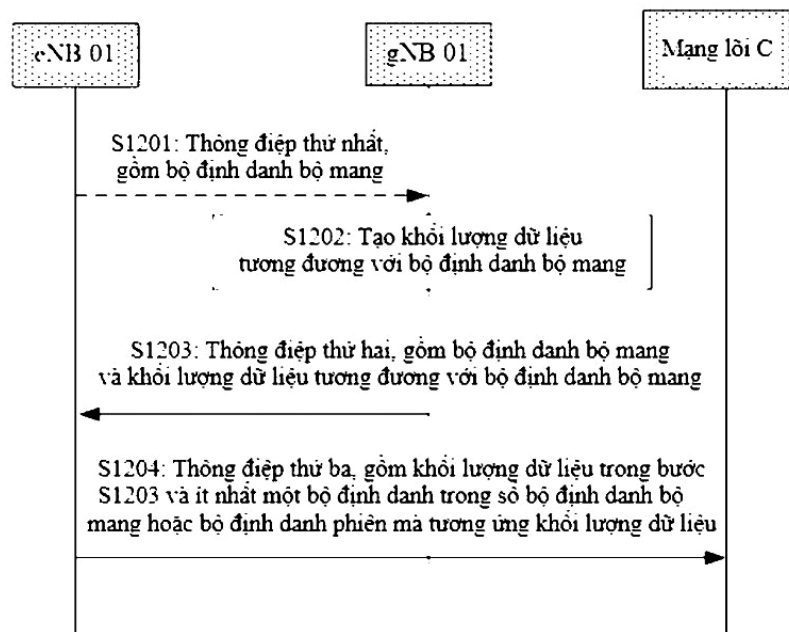 eNB 01
gNB 01
Mạng lõi C
S1201: Thông điệp thứ nhất,
gồm bộ định danh bộ mang
S1202: Tạo khối lượng dữ liệu
tương đương với bộ định danh bộ mang
S1203: Thông điệp thứ hai, gồm bộ định danh bộ mang
và khối lượng dữ liệu tương đương với bộ định danh bộ mang
S1204: Thông điệp thứ ba, gồm khối lượng dữ liệu trong bước
S1203 và ít nhất một bộ định danh trong số bộ định danh bộ
mang hoặc bộ định danh phiên mà tương ứng khối lượng dữ liệu